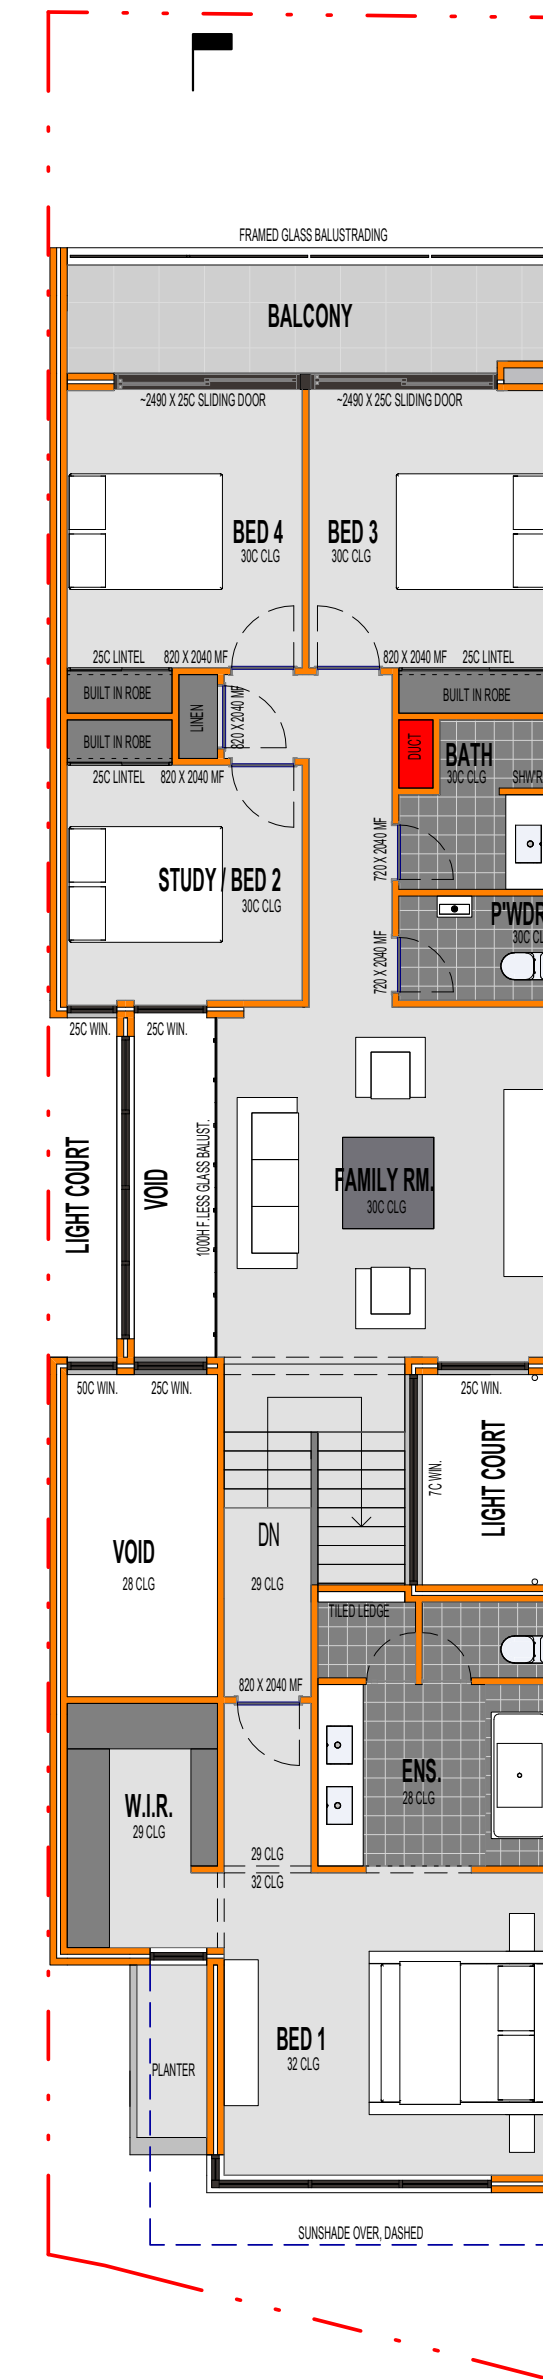 FRAMED GLASS BALUSTRADING
BALCONY
~2490 X 25C SLIDING DOOR
~2490 X 25C SLIDING DOOR
BED 4
30C CLG
BED 3
30C CLG
25C LINTEL
820 X 2040 MF
820 X 2040 MF
25C LINTEL
BUILT IN ROBE
LINEN
820 X 2040 MF
BUILT IN ROBE
BUILT IN ROBE
DUCT
BATH
30C CLG
SHW'R
25C LINTEL
820 X 2040 MF
720 X 2040 MF
STUDY / BED 2
30C CLG
P'WDR
30C CL
720 X 2040 MF
25C WIN.
25C WIN.
LIGHT COURT
VOID
1000H F.LESS GLASS BALUST.
FAMILY RM.
30C CLG
50C WIN.
25C WIN.
25C WIN.
7C WIN.
LIGHT COURT
DN
VOID
28 CLG
29 CLG
TILED LEDGE
820 X 2040 MF
ENS.
28 CLG
W.I.R.
29 CLG
29 CLG
32 CLG
BED 1
32 CLG
PLANTER
SUNSHADE OVER, DASHED